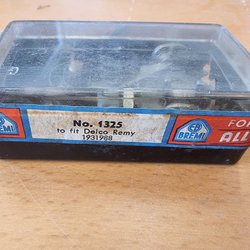 No. 1325
to fit Delco Remy
1931988
BREMI
BREMI
FOR
ALL